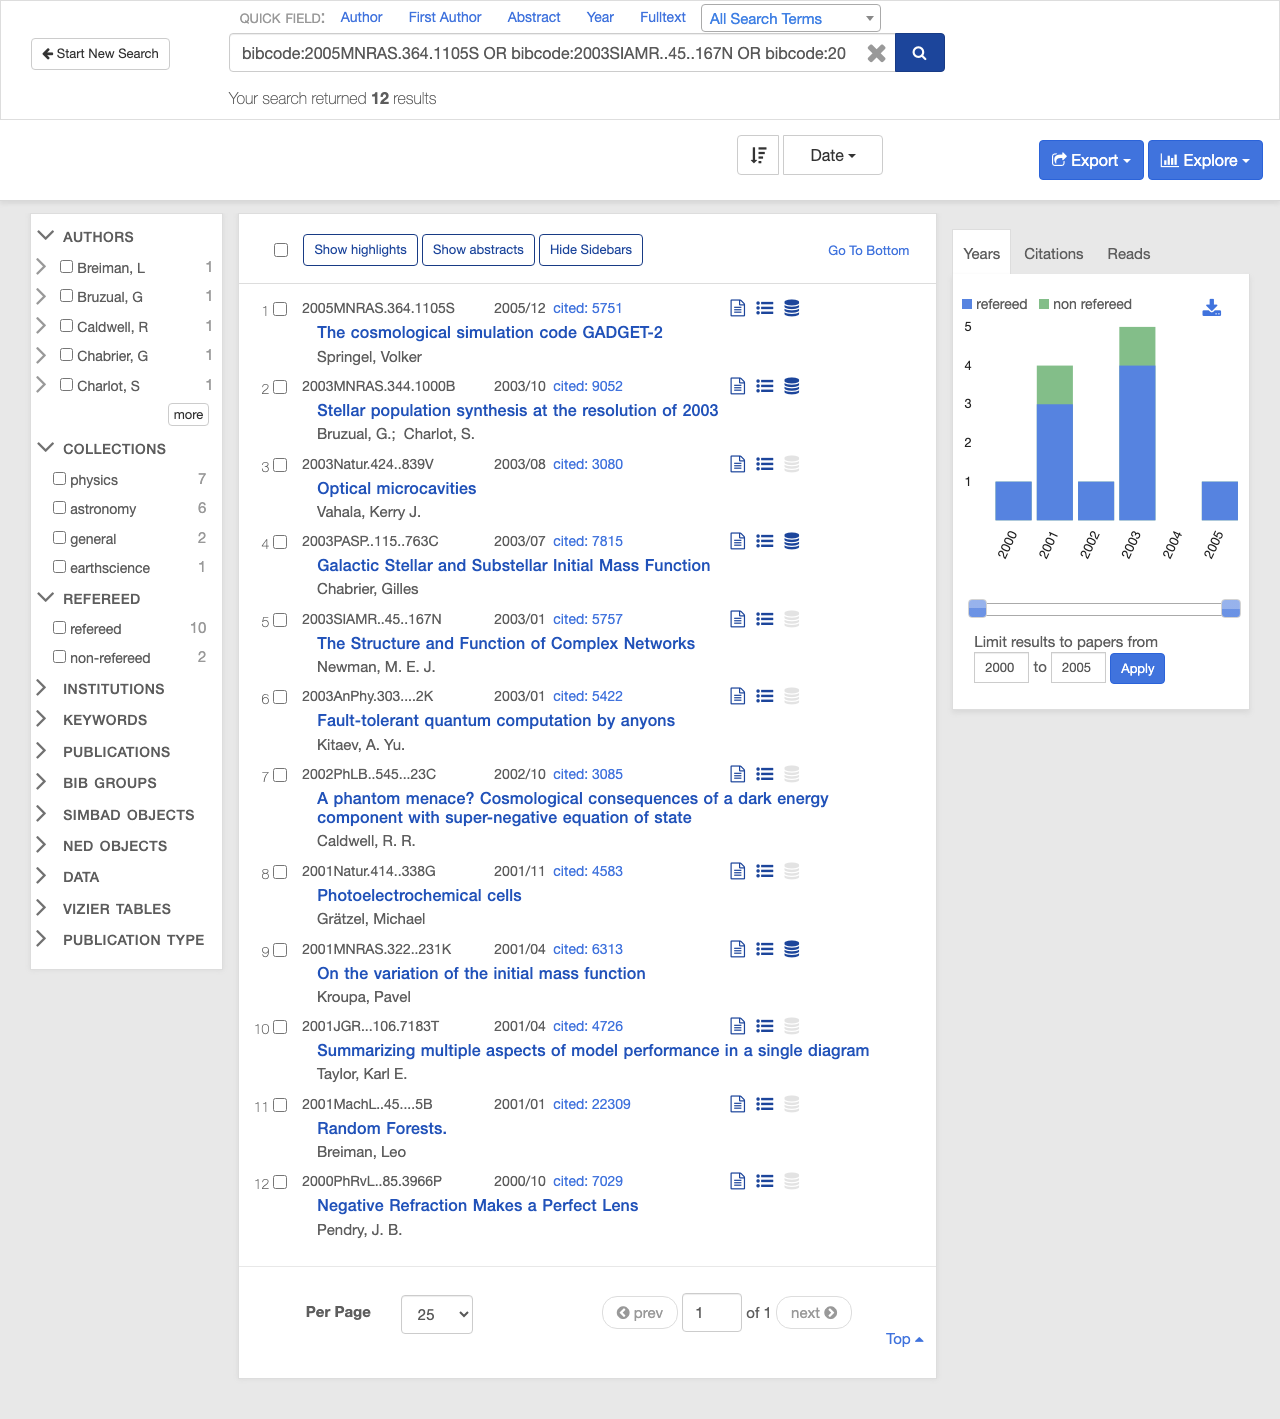 QUICK FIELD: Author First Author Abstract Year Fulltext All Search Terms
Start New Search
bibcode:2005MNRAS.364.1105S OR bibcode:2003SIAMR..45..167N OR bibcode:20
Your search returned 12 results
Date
Export Explore
AUTHORS
Breiman, L 1
Bruzual, G 1
Caldwell, R 1
Chabrier, G 1
Charlot, S 1
more
COLLECTIONS
physics 7
astronomy 6
general 2
earthscience 1
REFEREED
refereed 10
non-refereed 2
INSTITUTIONS
KEYWORDS
PUBLICATIONS
BIB GROUPS
SIMBAD OBJECTS
NED OBJECTS
DATA
VIZIER TABLES
PUBLICATION TYPE
Show highlights Show abstracts Hide Sidebars Go To Bottom
1 2005MNRAS.364.1105S 2005/12 cited: 5751
The cosmological simulation code GADGET-2
Springel, Volker
2 2003MNRAS.344.1000B 2003/10 cited: 9052
Stellar population synthesis at the resolution of 2003
Bruzual, G.; Charlot, S.
3 2003Natur.424..839V 2003/08 cited: 3080
Optical microcavities
Vahala, Kerry J.
4 2003PASP..115..763C 2003/07 cited: 7815
Galactic Stellar and Substellar Initial Mass Function
Chabrier, Gilles
5 2003SIAMR..45..167N 2003/01 cited: 5757
The Structure and Function of Complex Networks
Newman, M. E. J.
6 2003AnPhy.303....2K 2003/01 cited: 5422
Fault-tolerant quantum computation by anyons
Kitaev, A. Yu.
7 2002PhLB..545...23C 2002/10 cited: 3085
A phantom menace? Cosmological consequences of a dark energy
component with super-negative equation of state
Caldwell, R. R.
8 2001Natur.414..338G 2001/11 cited: 4583
Photoelectrochemical cells
Grätzel, Michael
9 2001MNRAS.322..231K 2001/04 cited: 6313
On the variation of the initial mass function
Kroupa, Pavel
10 2001JGR...106.7183T 2001/04 cited: 4726
Summarizing multiple aspects of model performance in a single diagram
Taylor, Karl E.
11 2001MachL..45....5B 2001/01 cited: 22309
Random Forests.
Breiman, Leo
12 2000PhRvL..85.3966P 2000/10 cited: 7029
Negative Refraction Makes a Perfect Lens
Pendry, J. B.
Per Page 25 prev 1 of 1 next
Top
Years Citations Reads
refereed non refereed
5
4
3
2
1
2000 2001 2002 2003 2004 2005
Limit results to papers from
2000 to 2005 Apply